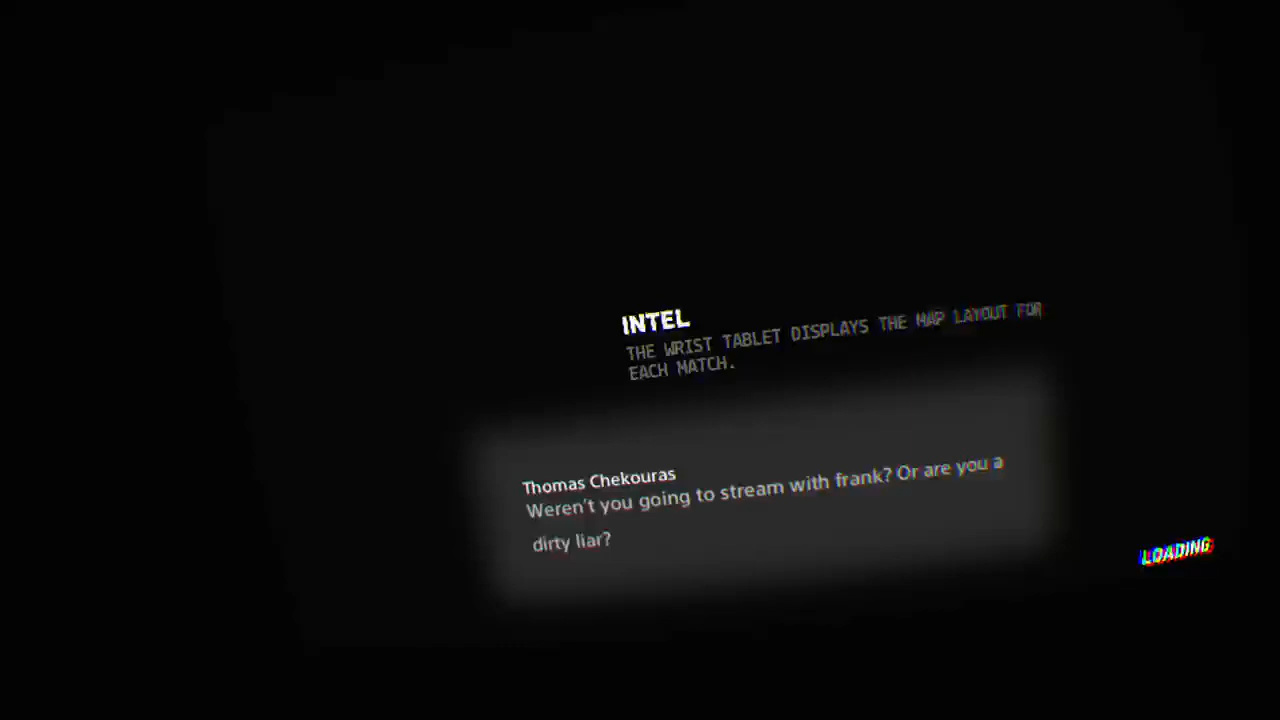 INTEL
THE WRIST TABLET DISPLAYS THE MAP LAYOUT FOR
EACH MATCH.
Thomas Chekouras
Weren't you going to stream with frank? Or are you a
dirty liar?
LOADING